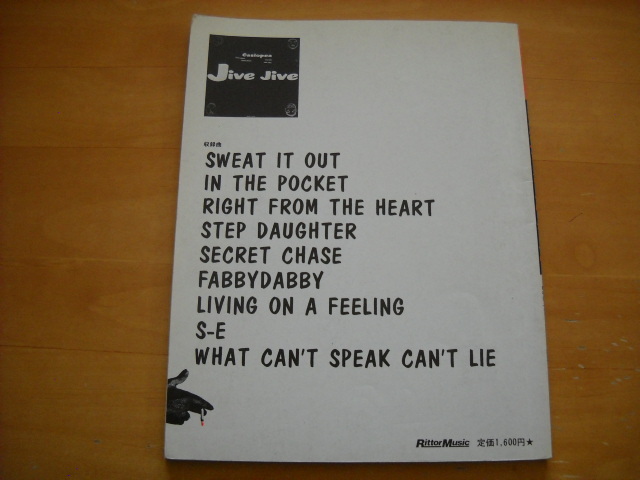 Casiopea
Jive Jive
収録曲
SWEAT IT OUT
IN THE POCKET
RIGHT FROM THE HEART
STEP DAUGHTER
SECRET CHASE
FABBYDABBY
LIVING ON A FEELING
S-E
WHAT CAN'T SPEAK CAN'T LIE
RittorMusic 定価1,600円★